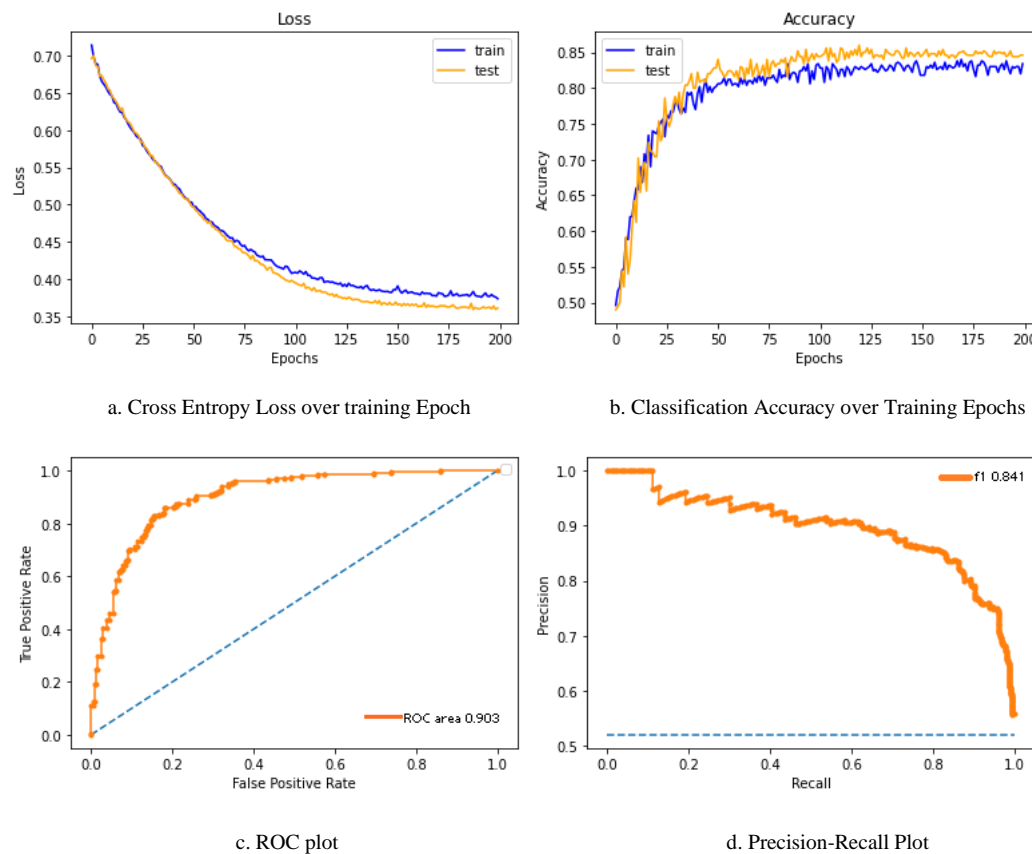 Loss
train
test
0.70
0.65
0.60
0.55
0.50
0.45
0.40
0.35
Loss
0
25
50
75
100
125
150
175
200
Epochs
a. Cross Entropy Loss over training Epoch
Accuracy
train
test
0.85
0.80
0.75
0.70
0.65
0.60
0.55
0.50
Accuracy
0
25
50
75
100
125
150
175
200
Epochs
b. Classification Accuracy over Training Epochs
1.0
0.8
0.6
0.4
0.2
0.0
True Positive Rate
ROC area 0.903
0.0
0.2
0.4
0.6
0.8
1.0
False Positive Rate
c. ROC plot
f1 0.841
1.0
0.9
0.8
0.7
0.6
0.5
Precision
0.0
0.2
0.4
0.6
0.8
1.0
Recall
d. Precision-Recall Plot